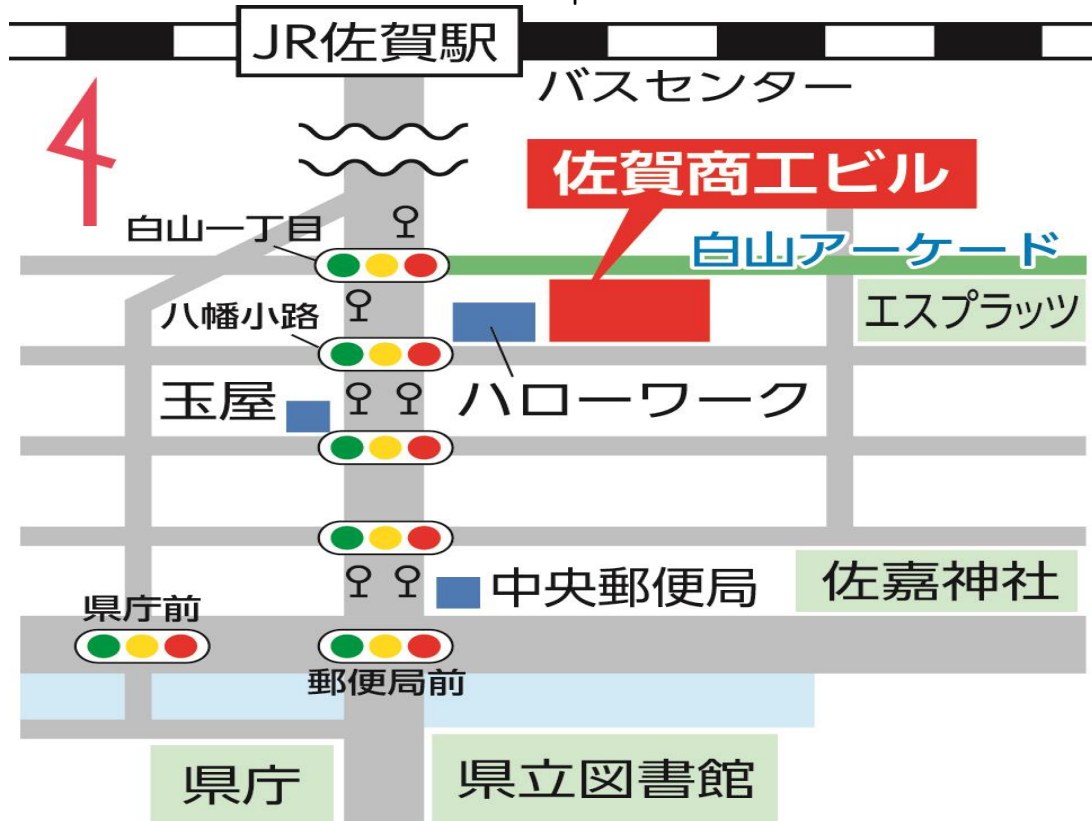 JR佐賀駅
バスセンター
佐賀商工ビル
白山一丁目
白山アーケード
エスプラッツ
八幡小路
玉屋
ハローワーク
中央郵便局
佐嘉神社
県庁前
郵便局前
県庁
県立図書館